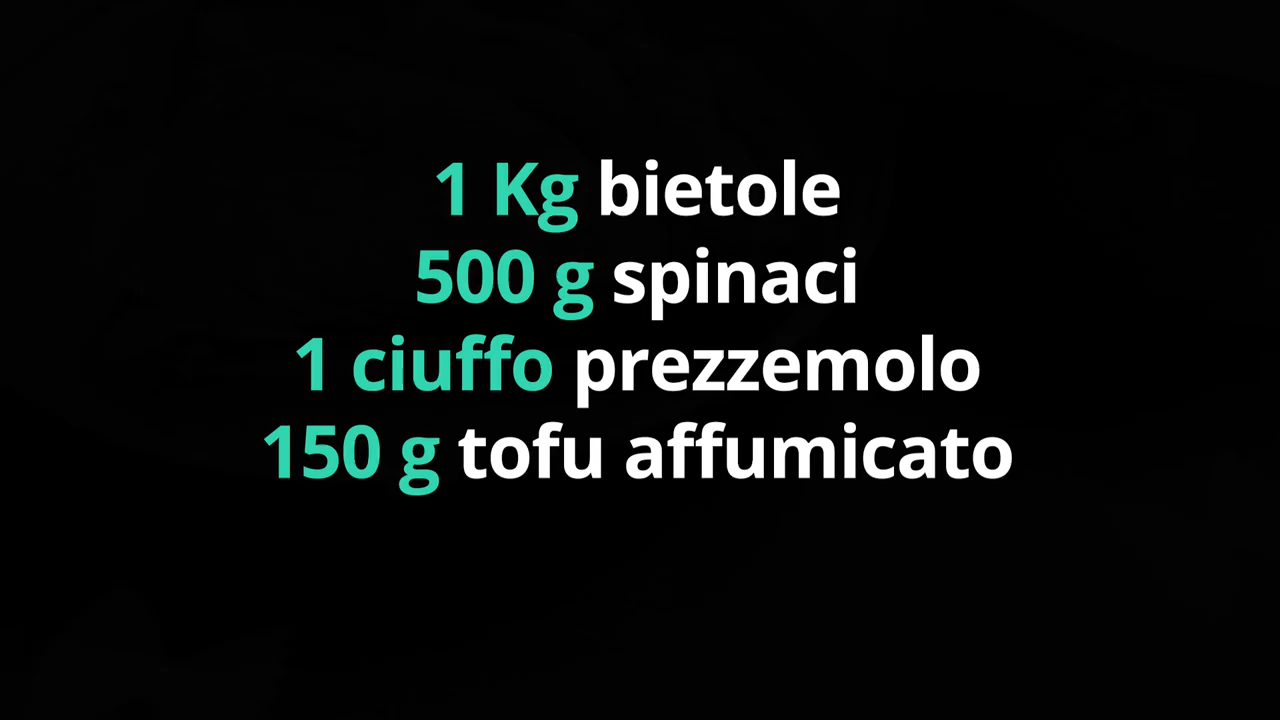 1 Kg bietole
500 g spinaci
1 ciuffo prezzemolo
150 g tofu affumicato